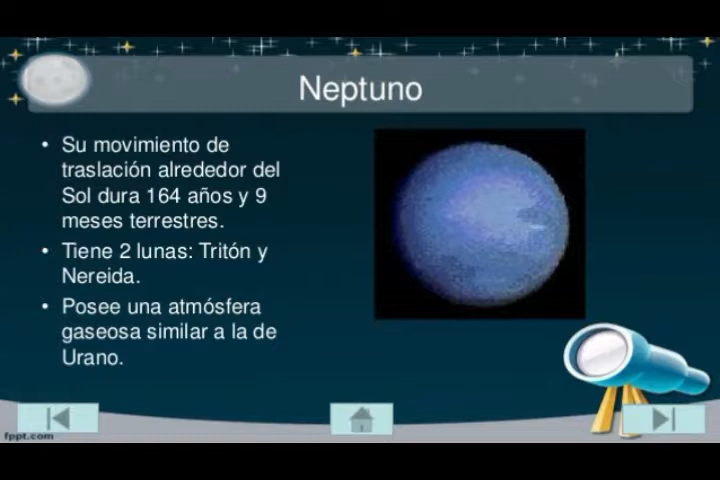 Neptuno
• Su movimiento de
traslación alrededor del
Sol dura 164 años y 9
meses terrestres.
• Tiene 2 lunas: Tritón y
Nereida.
• Posee una atmósfera
gaseosa similar a la de
Urano.
fppt.com